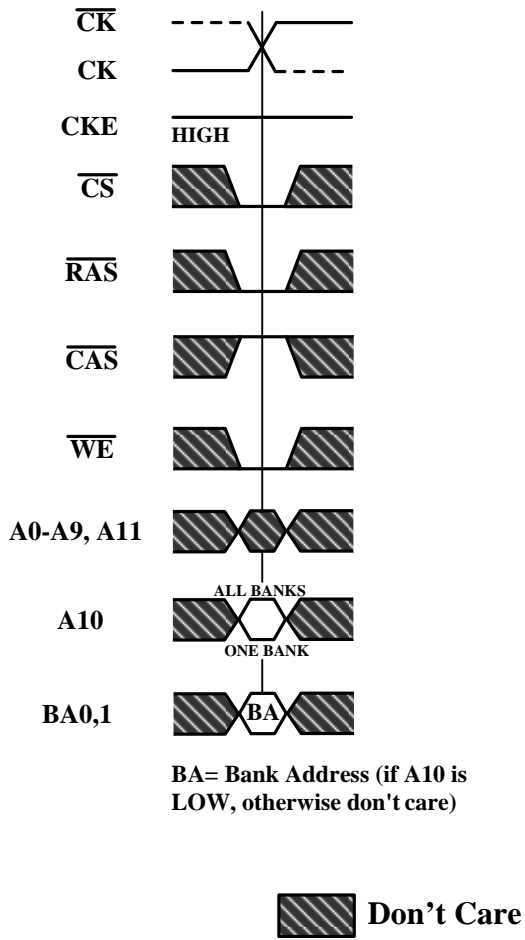 CK
CK
CKE
HIGH
CS
RAS
CAS
WE
A0-A9, A11
ALL BANKS
A10
ONE BANK
BA0,1
BA
BA= Bank Address (if A10 is
LOW, otherwise don't care)
Don’t Care